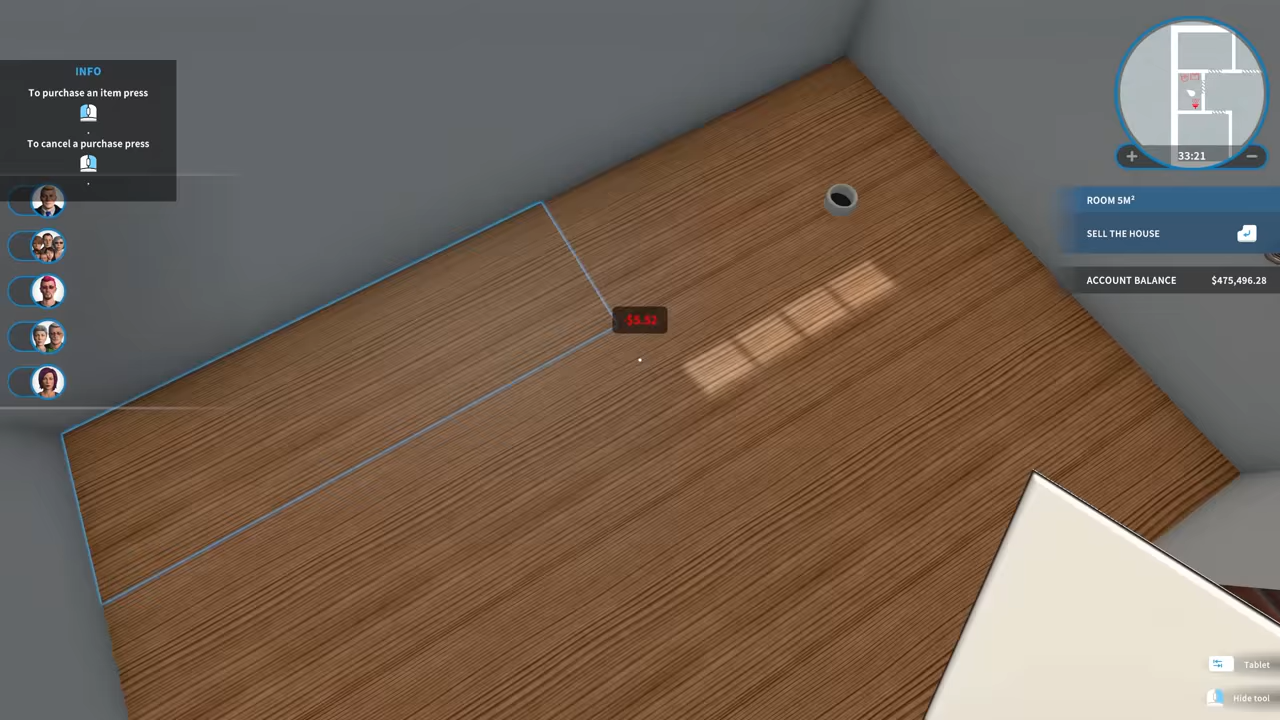 INFO
To purchase an item press
.
To cancel a purchase press
.
33:21
ROOM 5M²
SELL THE HOUSE
ACCOUNT BALANCE $475,496.28
$5.52
Tablet
Hide tool